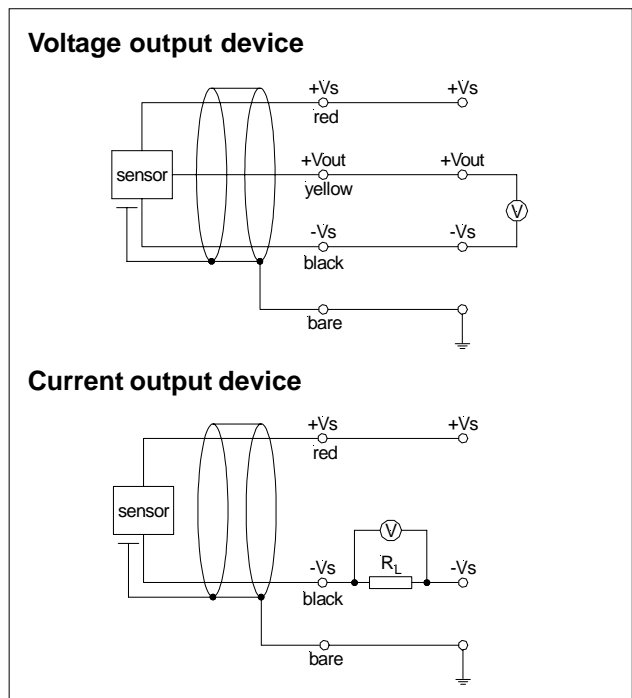 Voltage output device
+Vs +Vs
red
+Vout +Vout
sensor
yellow
V
-Vs -Vs
black
bare
Current output device
+Vs +Vs
red
sensor
V
-Vs RL -Vs
black
bare